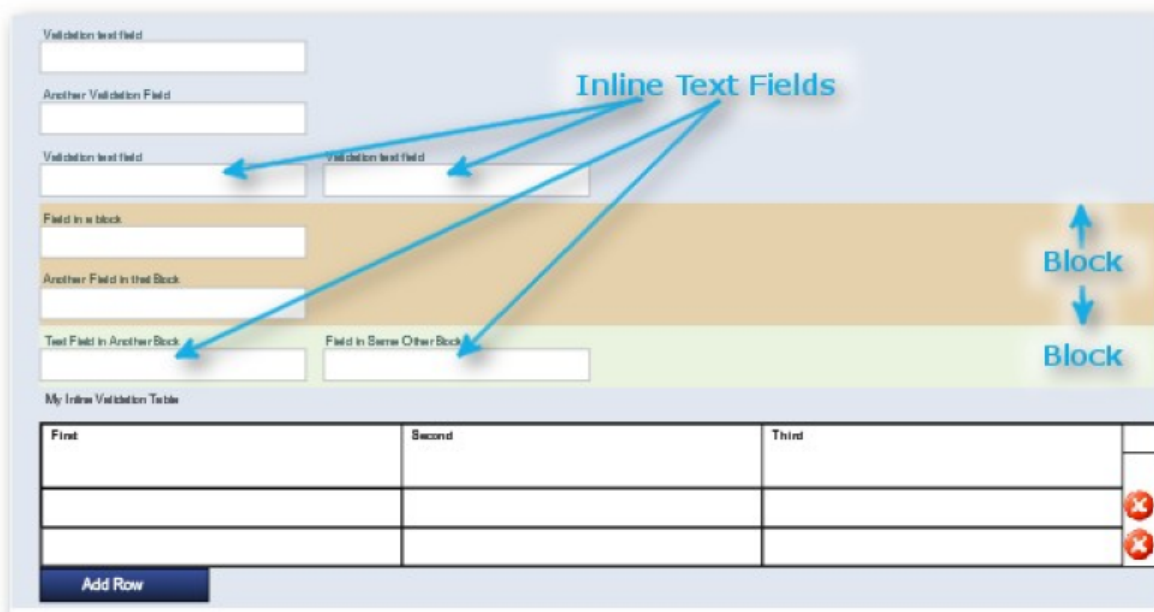 Validation text field
Inline Text Fields
Another Validation Field
Validation text field
Validation text field
Field in a block
Block
Another Field in that Block
Text Field in Another Block
Field in Same Other Block
Block
My Inline Validation Table
First
Second
Third
Add Row